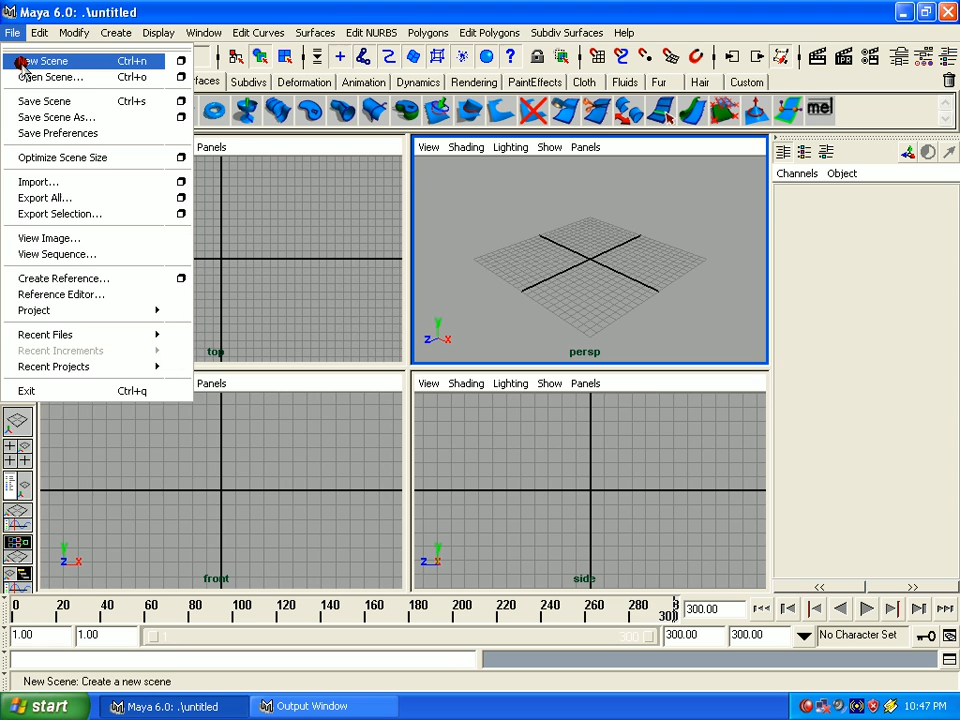 Maya 6.0: .\untitled
File Edit Modify Create Display Window Edit Curves Surfaces Edit NURBS Polygons Edit Polygons Subdiv Surfaces Help
Scene Ctrl+n
Scene... Ctrl+o
Save Scene Ctrl+s
Save Scene As...
Save Preferences
Optimize Scene Size
Import...
Export All...
Export Selection...
View Image...
View Sequence...
Create Reference...
Reference Editor...
Project
Recent Files
Recent Increments
Recent Projects
Exit Ctrl+q
Subdivs Deformation Animation Dynamics Rendering PaintEffects Cloth Fluids Fur Hair Custom
mel
Panels
top
View Shading Lighting Show Panels
y
z x
persp
Panels
y
z x
front
View Shading Lighting Show Panels
y
z
side
Channels Object
<< >>
0 20 40 60 80 100 120 140 160 180 200 220 240 260 280
300.00
1.00 1.00 1 300 300.00 300.00 No Character Set
New Scene: Create a new scene
start Maya 6.0: .\untitled Output Window 10:47 PM